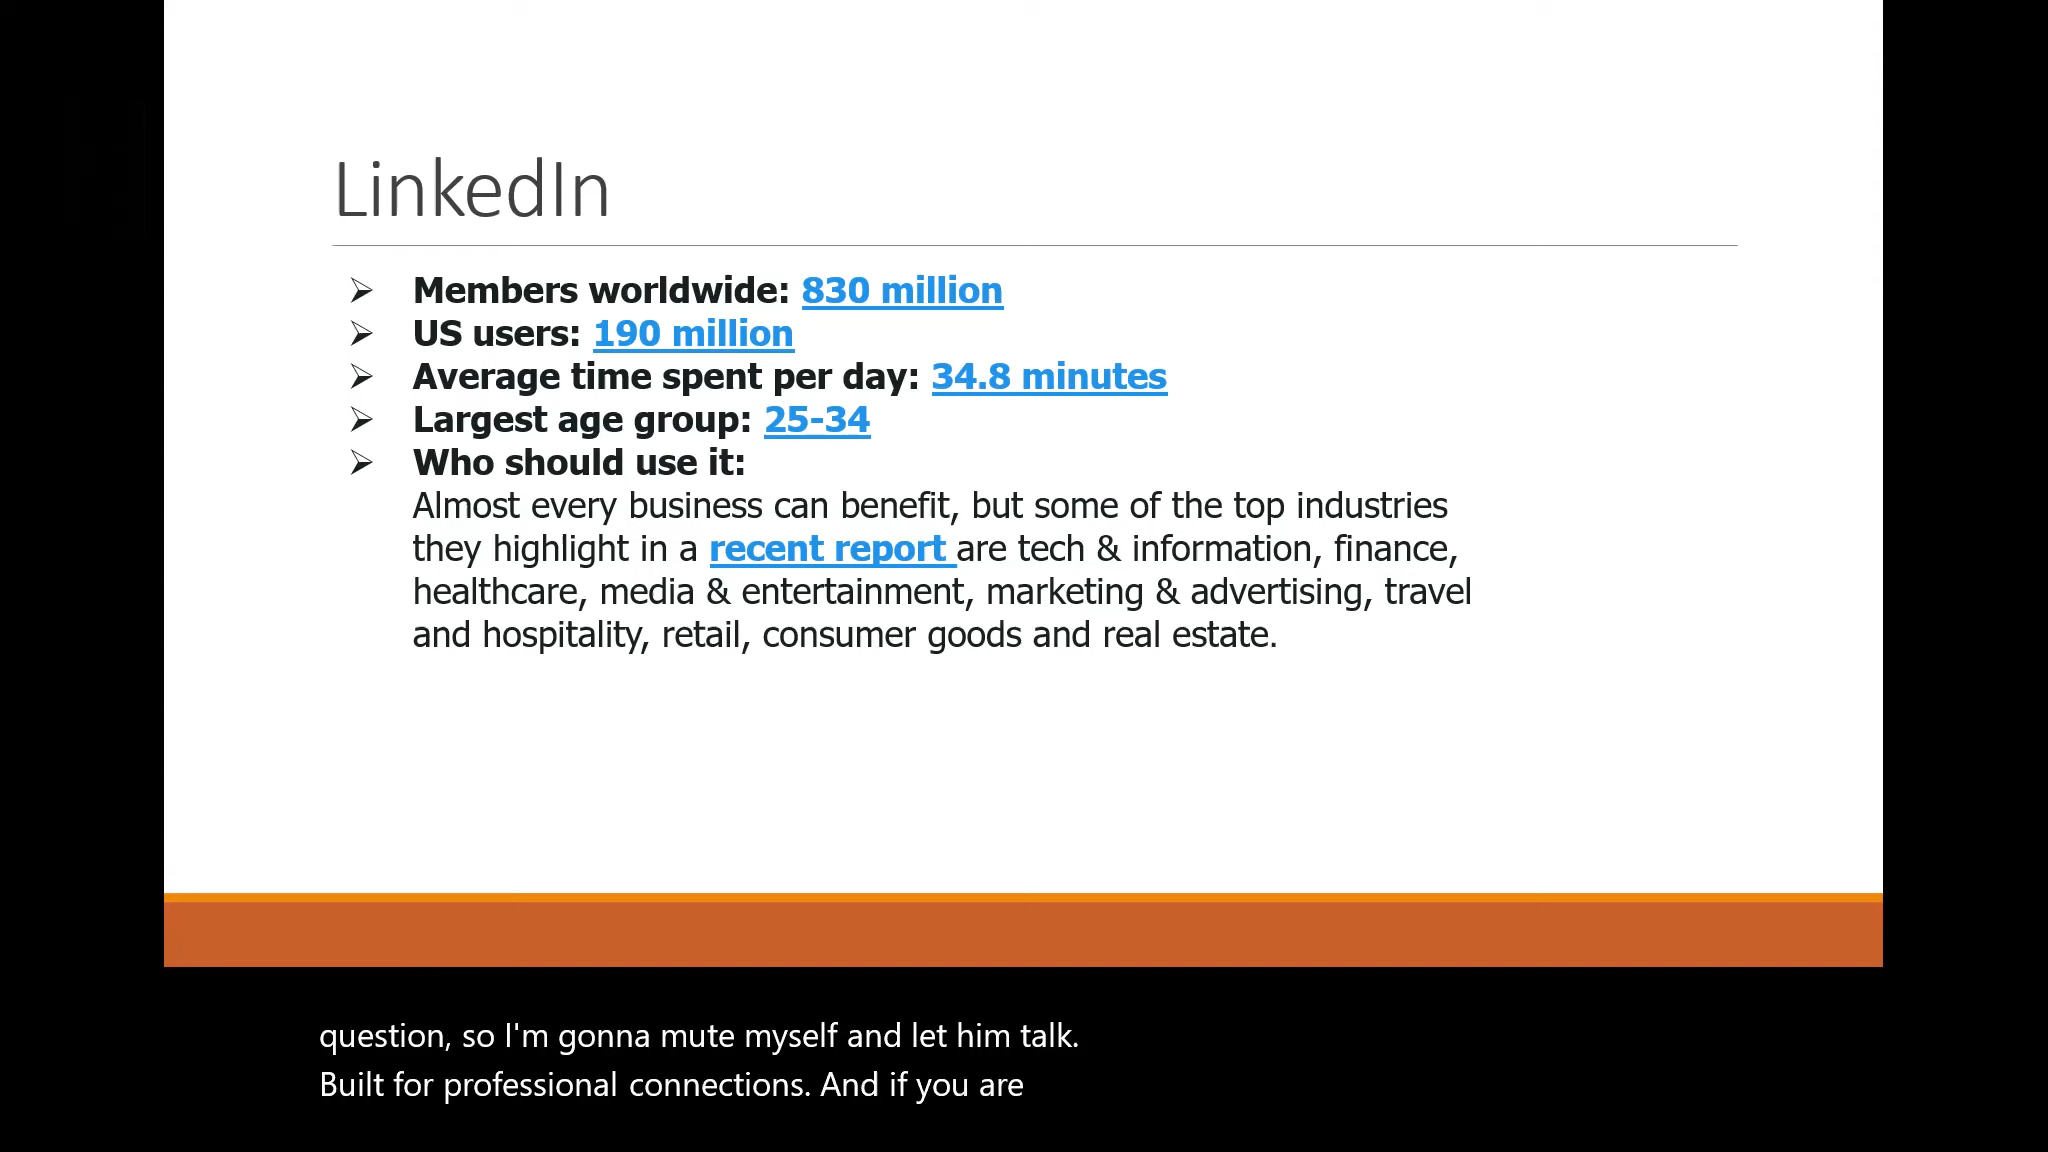 LinkedIn
➢ Members worldwide: 830 million
➢ US users: 190 million
➢ Average time spent per day: 34.8 minutes
➢ Largest age group: 25-34
➢ Who should use it:
Almost every business can benefit, but some of the top industries
they highlight in a recent report are tech & information, finance,
healthcare, media & entertainment, marketing & advertising, travel
and hospitality, retail, consumer goods and real estate.
question, so I'm gonna mute myself and let him talk.
Built for professional connections. And if you are